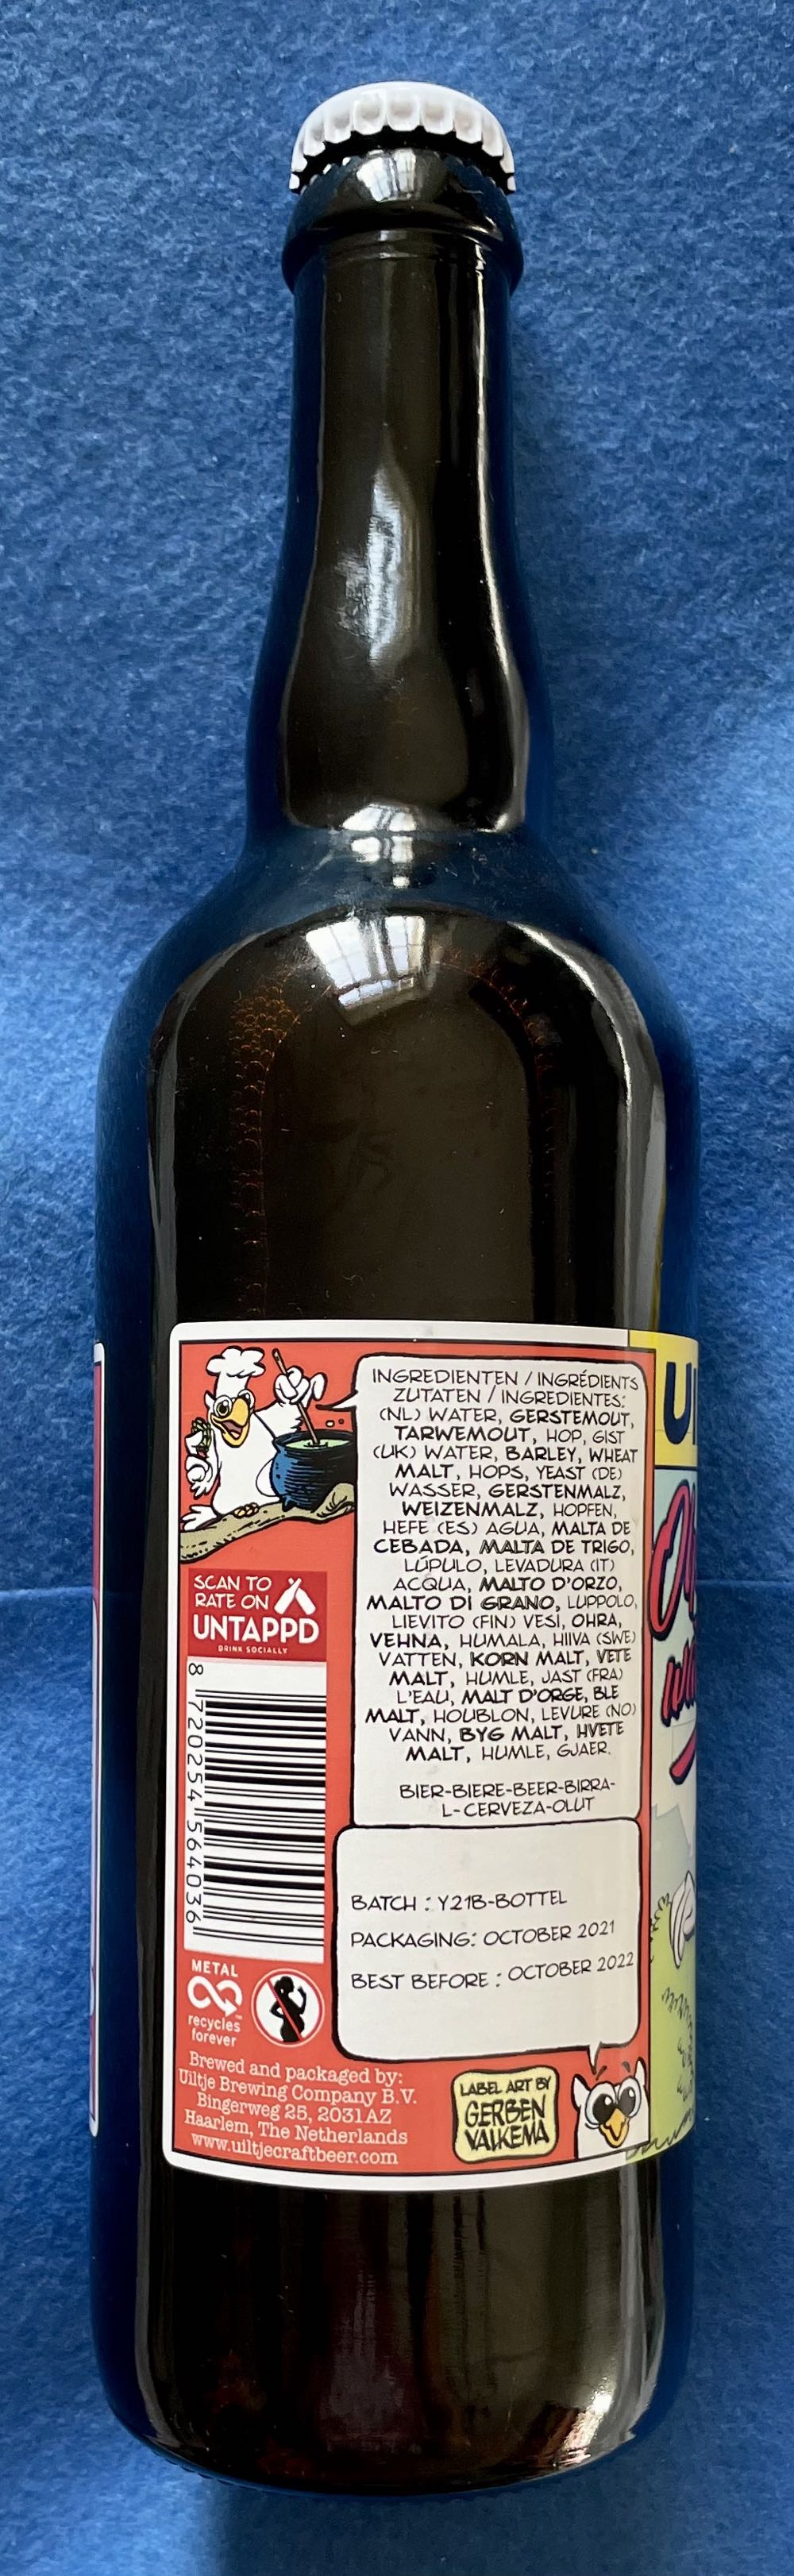 INGREDIENTEN / INGRÉDIENTS
ZUTATEN / INGREDIENTES:
(NL) WATER, GERSTEMOUT,
TARWEMOUT, HOP, GIST
(UK) WATER, BARLEY, WHEAT
MALT, HOPS, YEAST (DE)
WASSER, GERSTENMALZ,
WEIZENMALZ, HOPFEN,
HEFE (ES) AGUA, MALTA DE
CEBADA, MALTA DE TRIGO,
LÚPULO, LEVADURA (IT)
ACQUA, MALTO D'ORZO,
MALTO DI GRANO, LUPPOLO,
LIEVITO (FIN) VESI, OHRA,
VEHNA, HUMALA, HIIVA (SWE)
VATTEN, KORN MALT, VETE
MALT, HUMLE, JAST (FRA)
L'EAU, MALT D'ORGE, BLE
MALT, HOUBLON, LEVURE (NO)
VANN, BYG MALT, HVETE
MALT, HUMLE, GJAER.
BIER-BIERE-BEER-BIRRA-
L-CERVEZA-OLUT
SCAN TO
RATE ON
UNTAPPD
DRINK SOCIALLY
8 720254 564036
BATCH : Y21B-BOTTEL
PACKAGING: OCTOBER 2021
BEST BEFORE : OCTOBER 2022
METAL
recycles
forever
Brewed and packaged by:
Uiltje Brewing Company B.V.
Bingerweg 25, 2031AZ
Haarlem, The Netherlands
www.uiltjecraftbeer.com
LABEL ART BY
GERBEN
VALKEMA